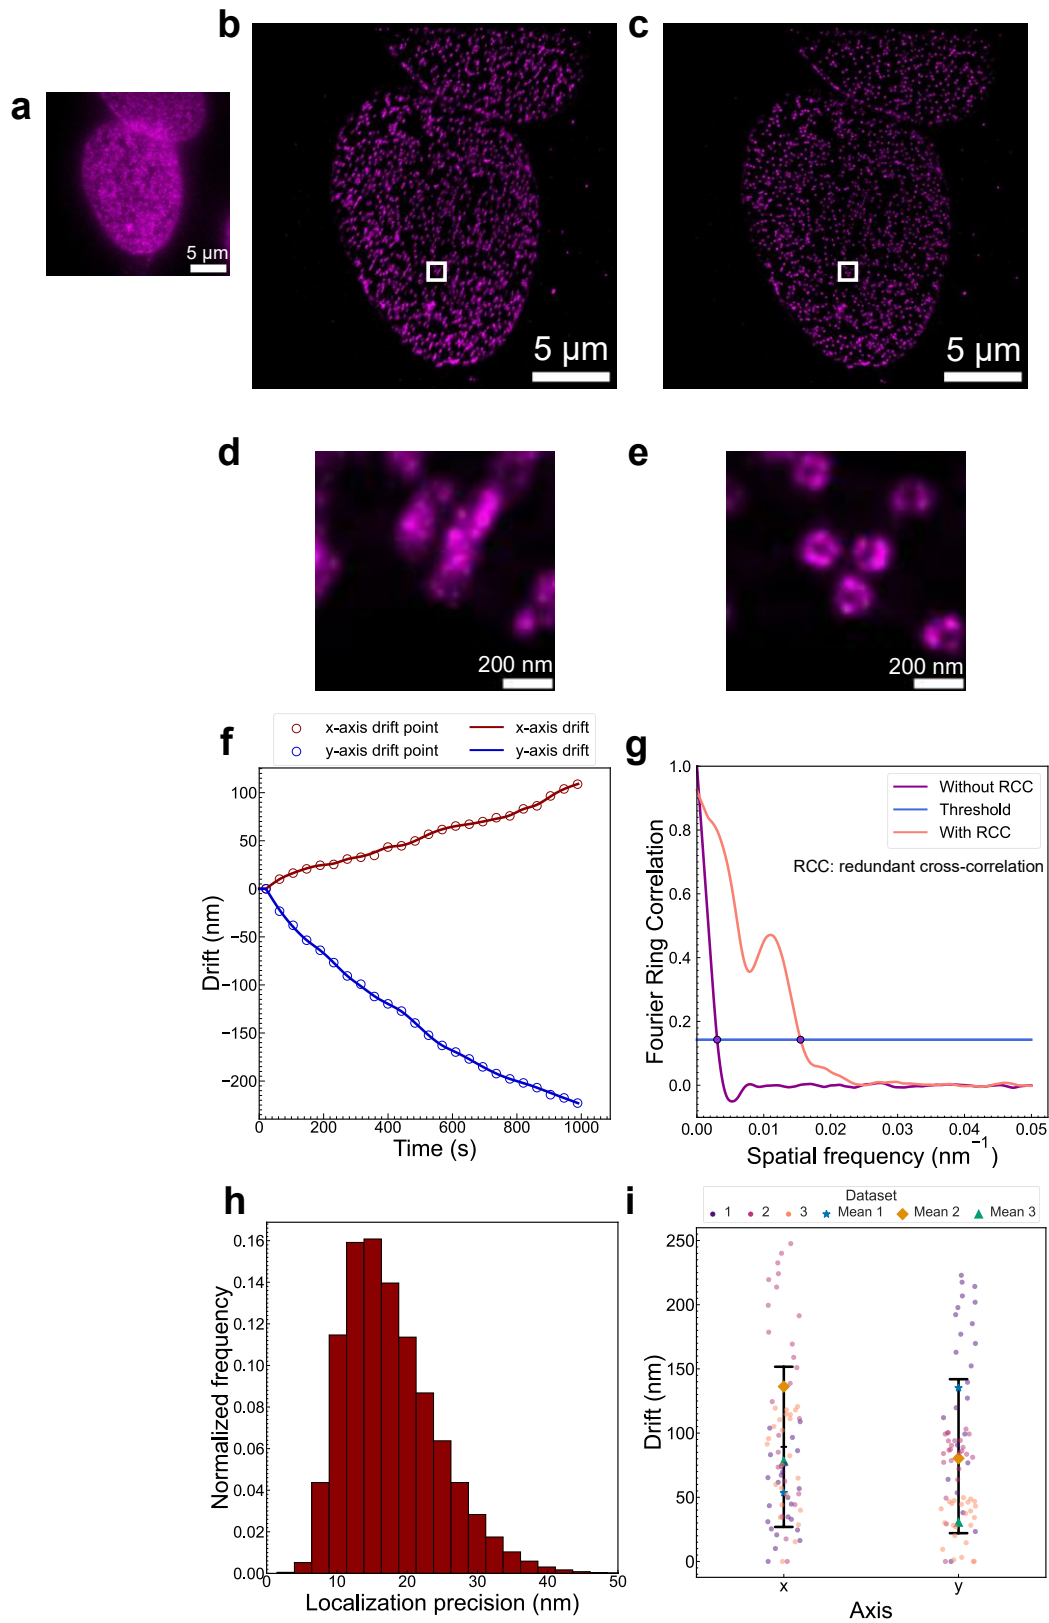 a
5 μm
b
5 μm
c
5 μm
d
200 nm
e
200 nm
f
x-axis drift point
x-axis drift
y-axis drift point
y-axis drift
100
50
0
−50
−100
−150
−200
Drift (nm)
0 200 400 600 800 1000
Time (s)
g
Without RCC
Threshold
With RCC
RCC: redundant cross-correlation
1.0
0.8
0.6
0.4
0.2
0.0
Fourier Ring Correlation
0.00 0.01 0.02 0.03 0.04 0.05
Spatial frequency (nm⁻¹)
h
0.16
0.14
0.12
0.10
0.08
0.06
0.04
0.02
0.00
Normalized frequency
0 10 20 30 40 50
Localization precision (nm)
i
Dataset
1 2 3 Mean 1 Mean 2 Mean 3
250
200
150
100
50
0
Drift (nm)
x y
Axis